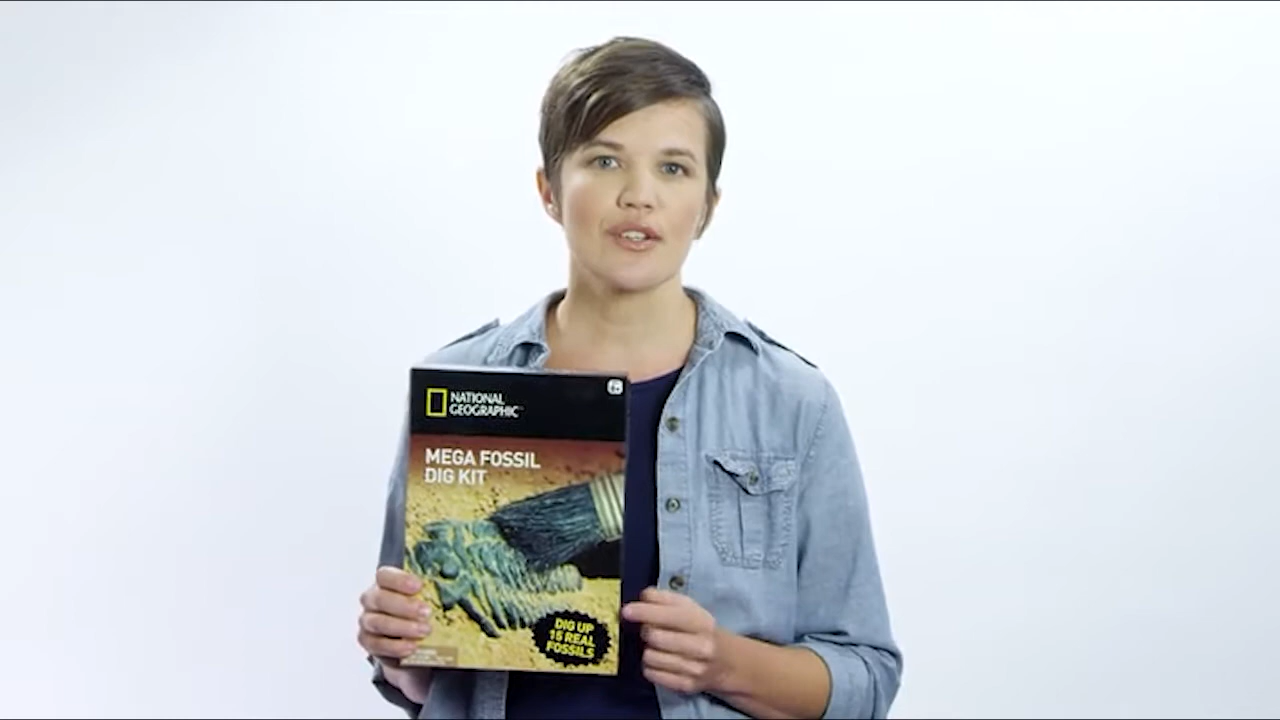 NATIONAL
GEOGRAPHIC
MEGA FOSSIL
DIG KIT
DIG UP
15 REAL
FOSSILS